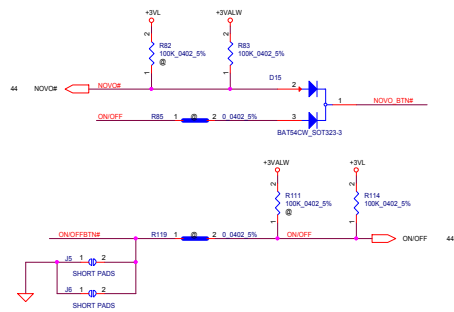 +3VL +3VALW
2 2
R82 R83
100K_0402_5% 100K_0402_5%
@
1 1
D15
44 NOVO# NOVO# 2
1 NOVO_BTN#
ON/OFF R85 1 @ 2 0_0402_5% 3
BAT54CW_SOT323-3
+3VALW +3VL
2 2
R111 R114
100K_0402_5% 100K_0402_5%
@
1 1
ON/OFFBTN# R119 1 @ 2 0_0402_5% ON/OFF ON/OFF 44
J5 1 2
SHORT PADS
J6 1 2
SHORT PADS